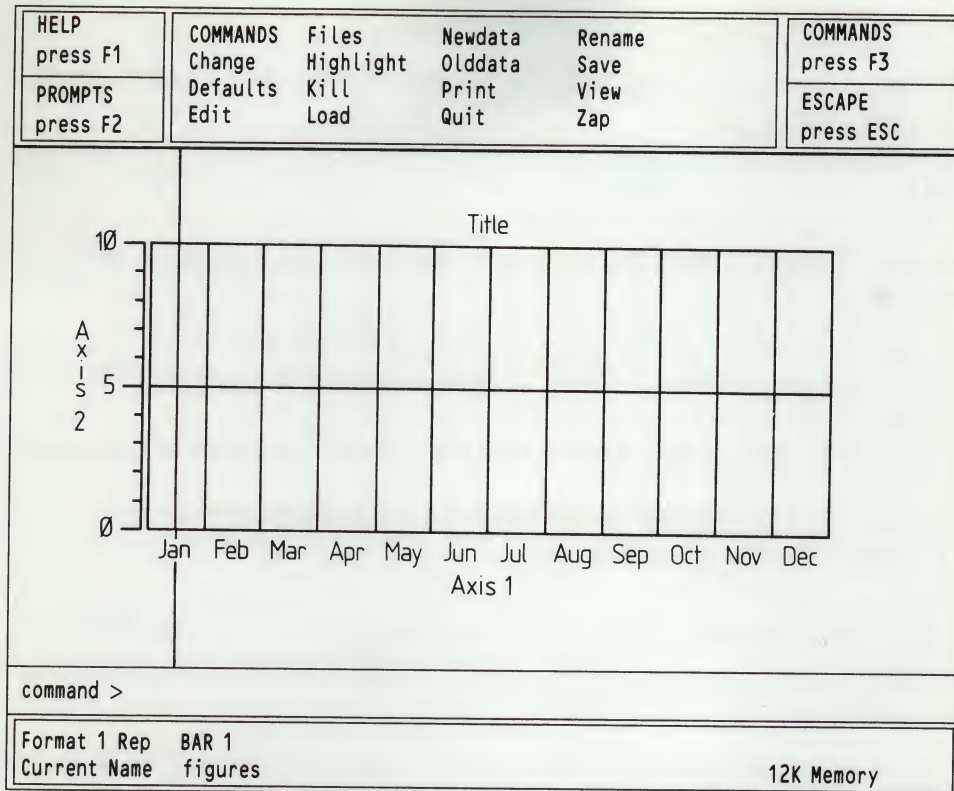 HELP
press F1
PROMPTS
press F2
COMMANDS Files Newdata Rename
Change Highlight Olddata Save
Defaults Kill Print View
Edit Load Quit Zap
COMMANDS
press F3
ESCAPE
press ESC
Title
10
Axis 2
5
0
Jan Feb Mar Apr May Jun Jul Aug Sep Oct Nov Dec
Axis 1
command >
Format 1 Rep BAR 1
Current Name figures
12K Memory